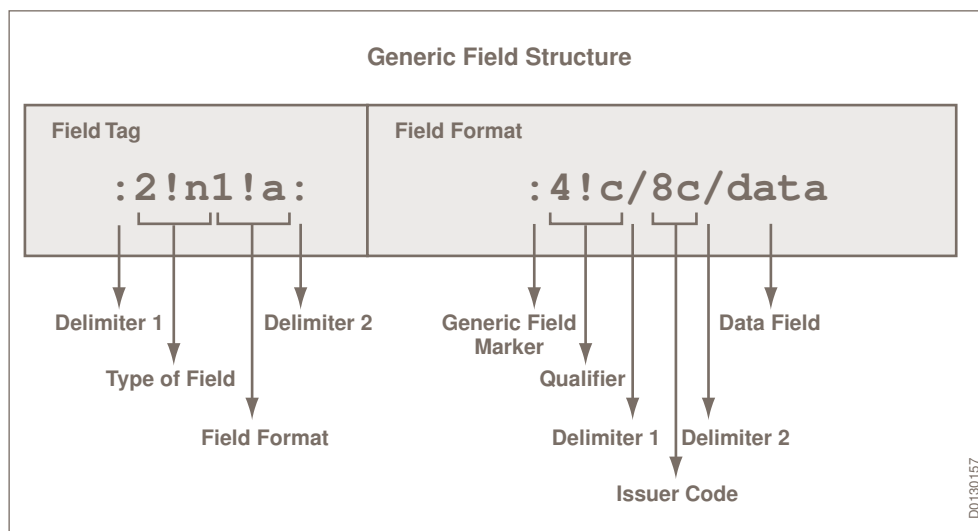 Generic Field Structure
Field Tag
Field Format
:2!n1!a:
:4!c/8c/data
Delimiter 1
Delimiter 2
Generic Field
Marker
Data Field
Type of Field
Qualifier
Field Format
Delimiter 1
Delimiter 2
Issuer Code
D0130157